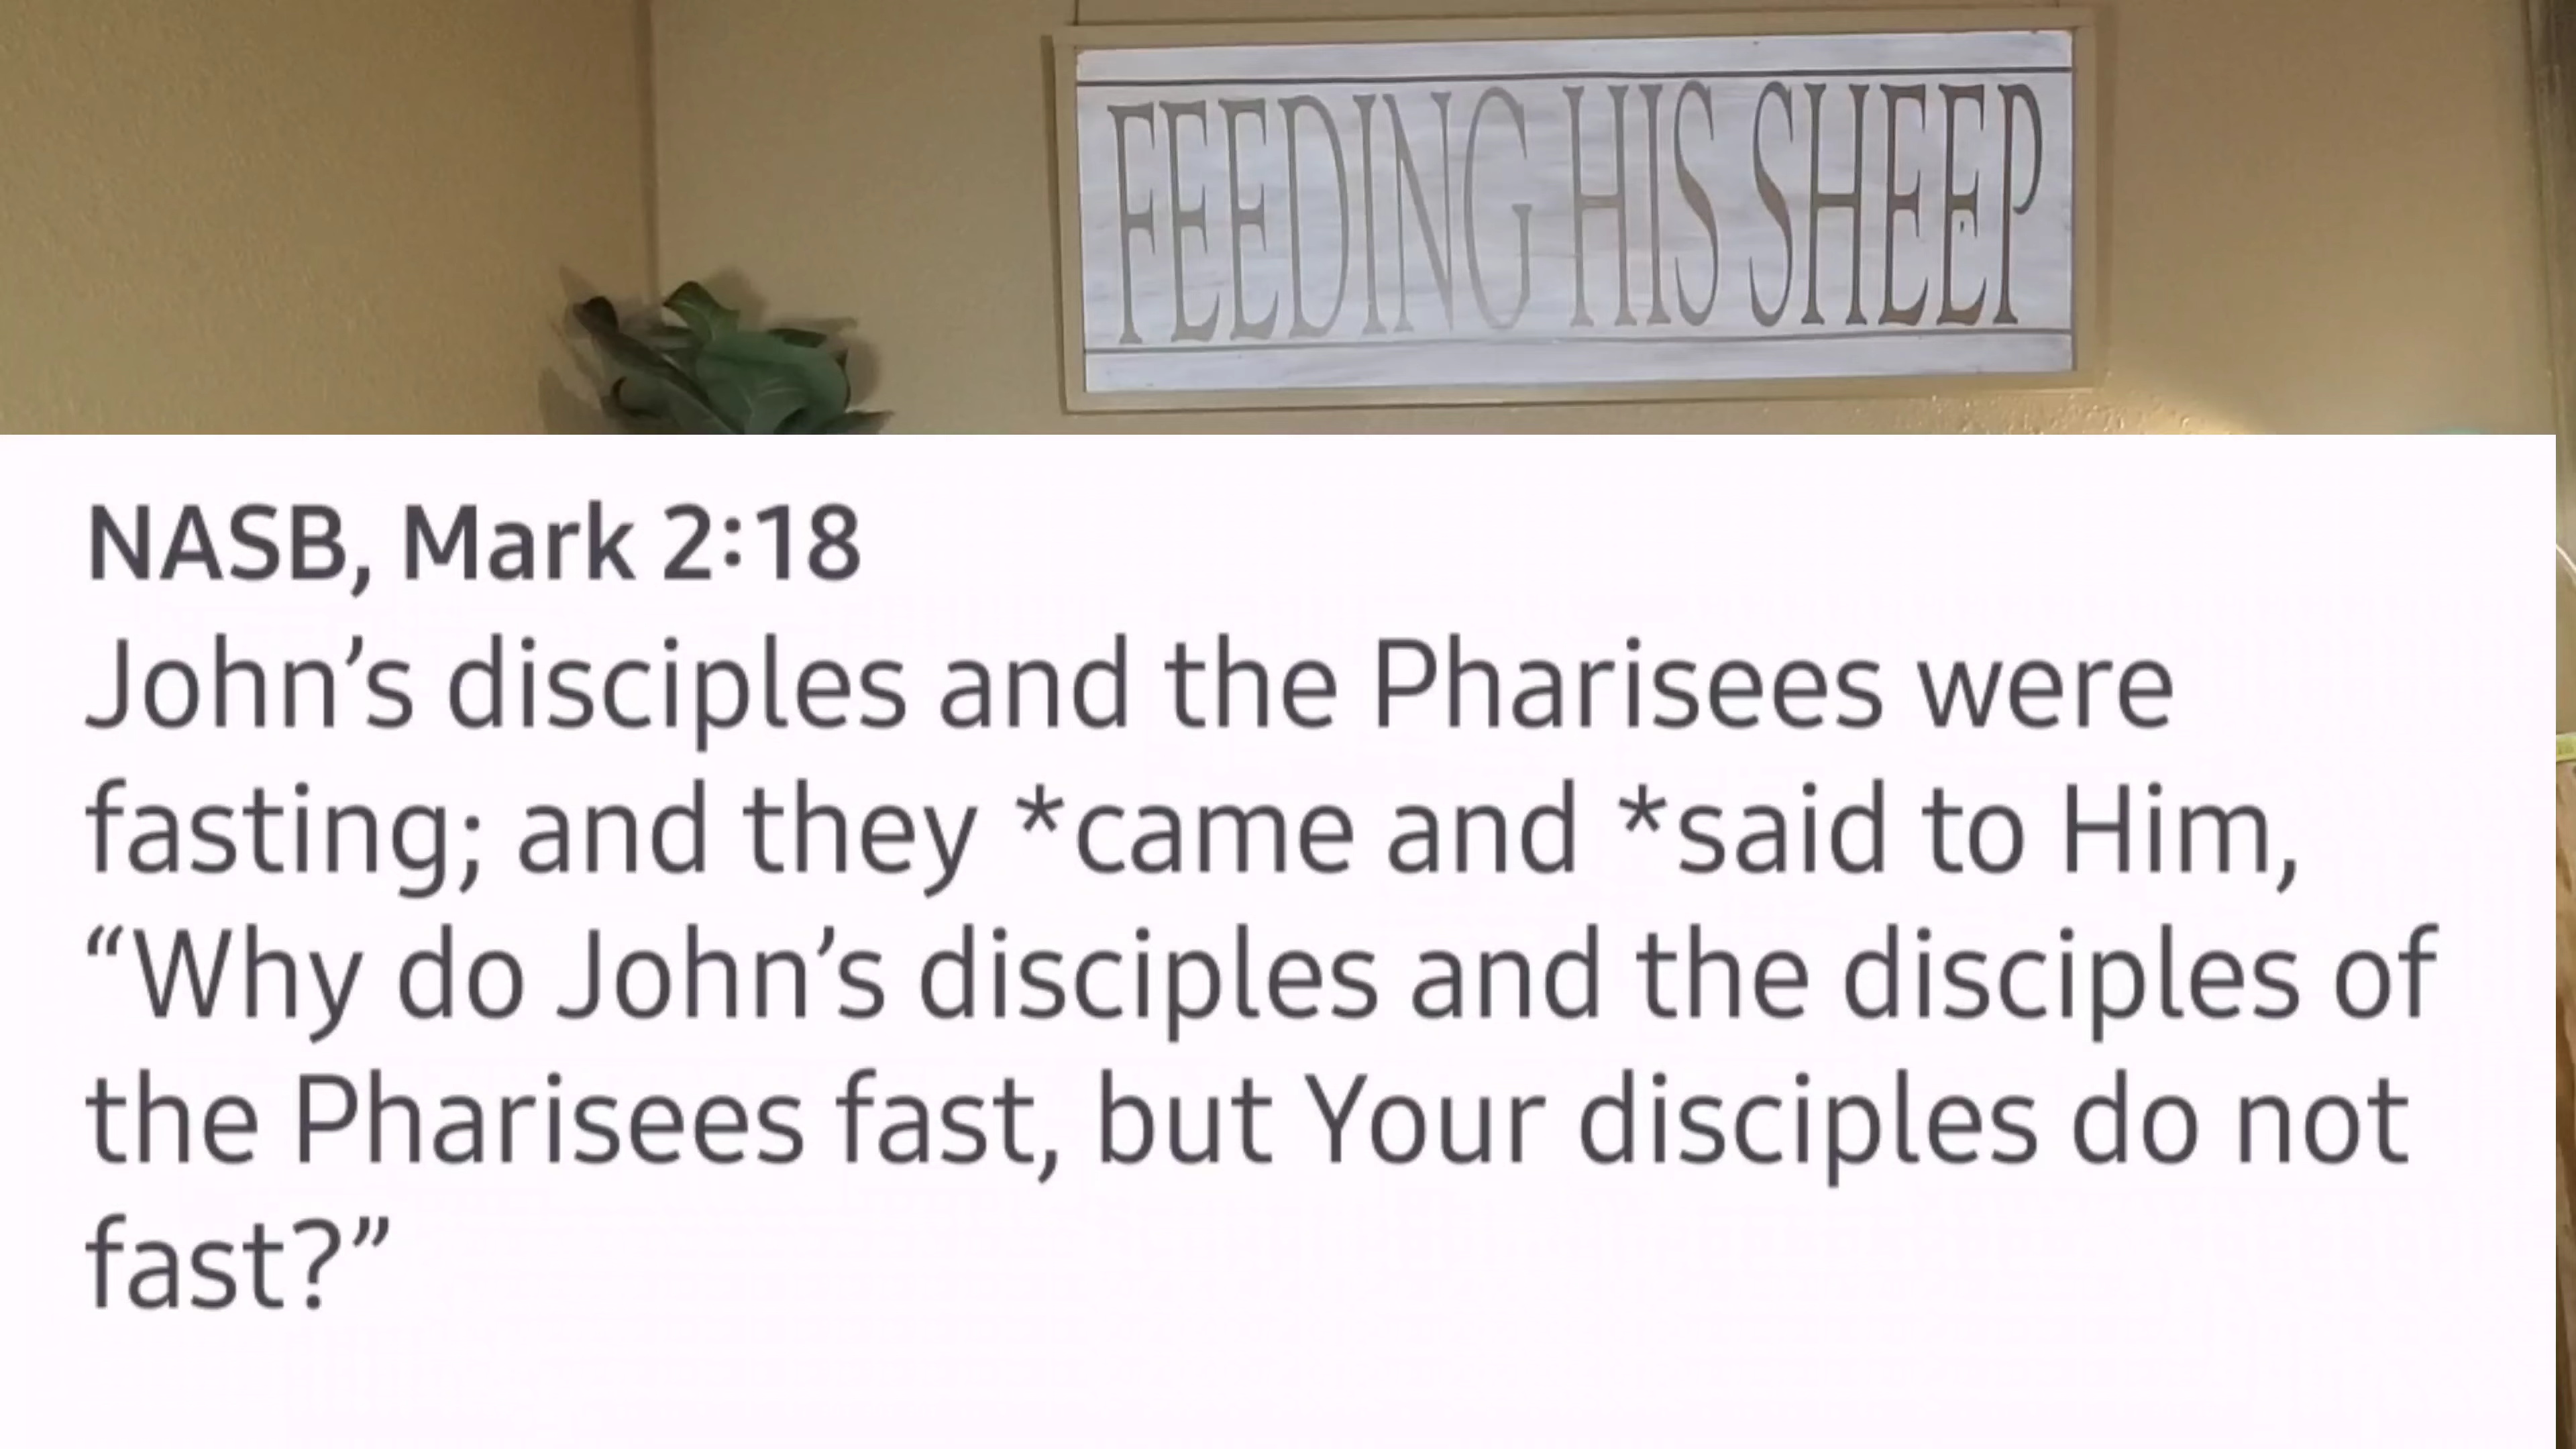 FEEDING HIS SHEEP
NASB, Mark 2:18
John’s disciples and the Pharisees were
fasting; and they *came and *said to Him,
“Why do John’s disciples and the disciples of
the Pharisees fast, but Your disciples do not
fast?”